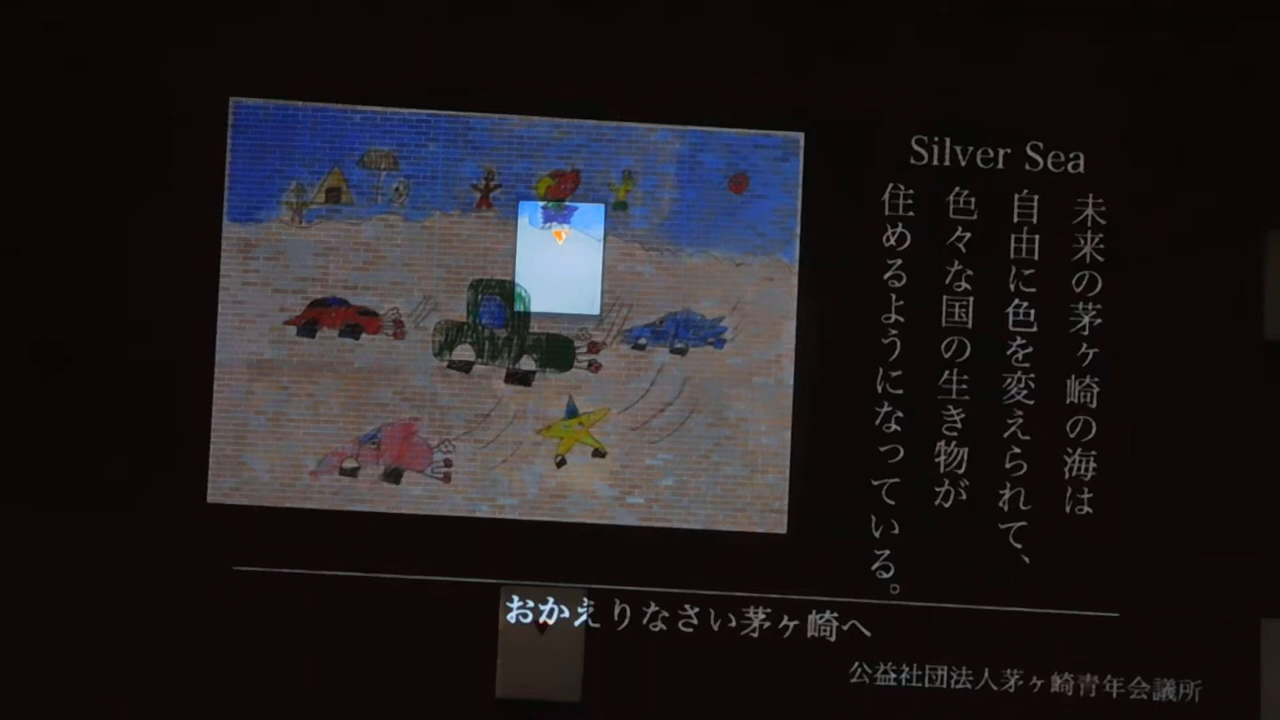 Silver Sea
未来の茅ヶ崎の海は
自由に色を変えられて、
色々な国の生き物が
住めるようになっている。
おかえりなさい茅ヶ崎へ
公益社団法人茅ヶ崎青年会議所